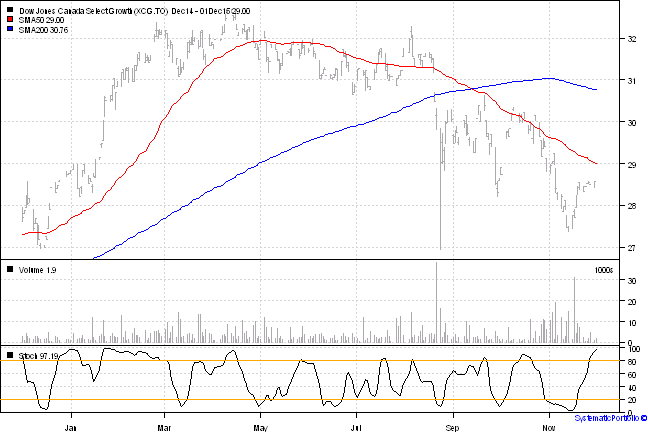 Dow Jones Canada Select Growth (XCG.TO) Dec14 - 01Dec15 29.00
SMA50 29.00
SMA200 30.76
32
31
30
29
28
27
Volume 1.9
1000s
30
20
10
0
Stoch 97.19
100
80
60
40
20
0
Jan
Mar
May
Jul
Sep
Nov
SystematicPortfolio ©